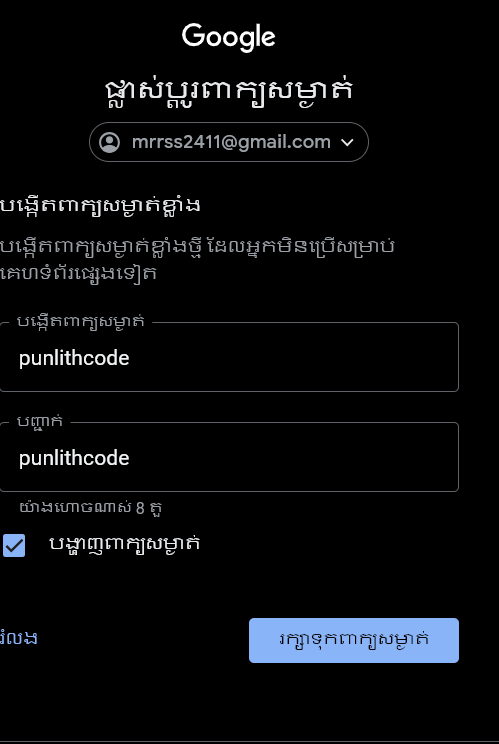 Google
ផ្លាស់ប្ដូរពាក្យសម្ងាត់
mrrss2411@gmail.com
បង្កើតពាក្យសម្ងាត់ខ្លាំង
បង្កើតពាក្យសម្ងាត់ខ្លាំងថ្មី ដែលអ្នកមិនប្រើសម្រាប់
គេហទំព័រផ្សេងទៀត
បង្កើតពាក្យសម្ងាត់
punlithcode
បញ្ជាក់
punlithcode
យ៉ាងហោចណាស់ 8 តួ
បង្ហាញពាក្យសម្ងាត់
រំលង
រក្សាទុកពាក្យសម្ងាត់